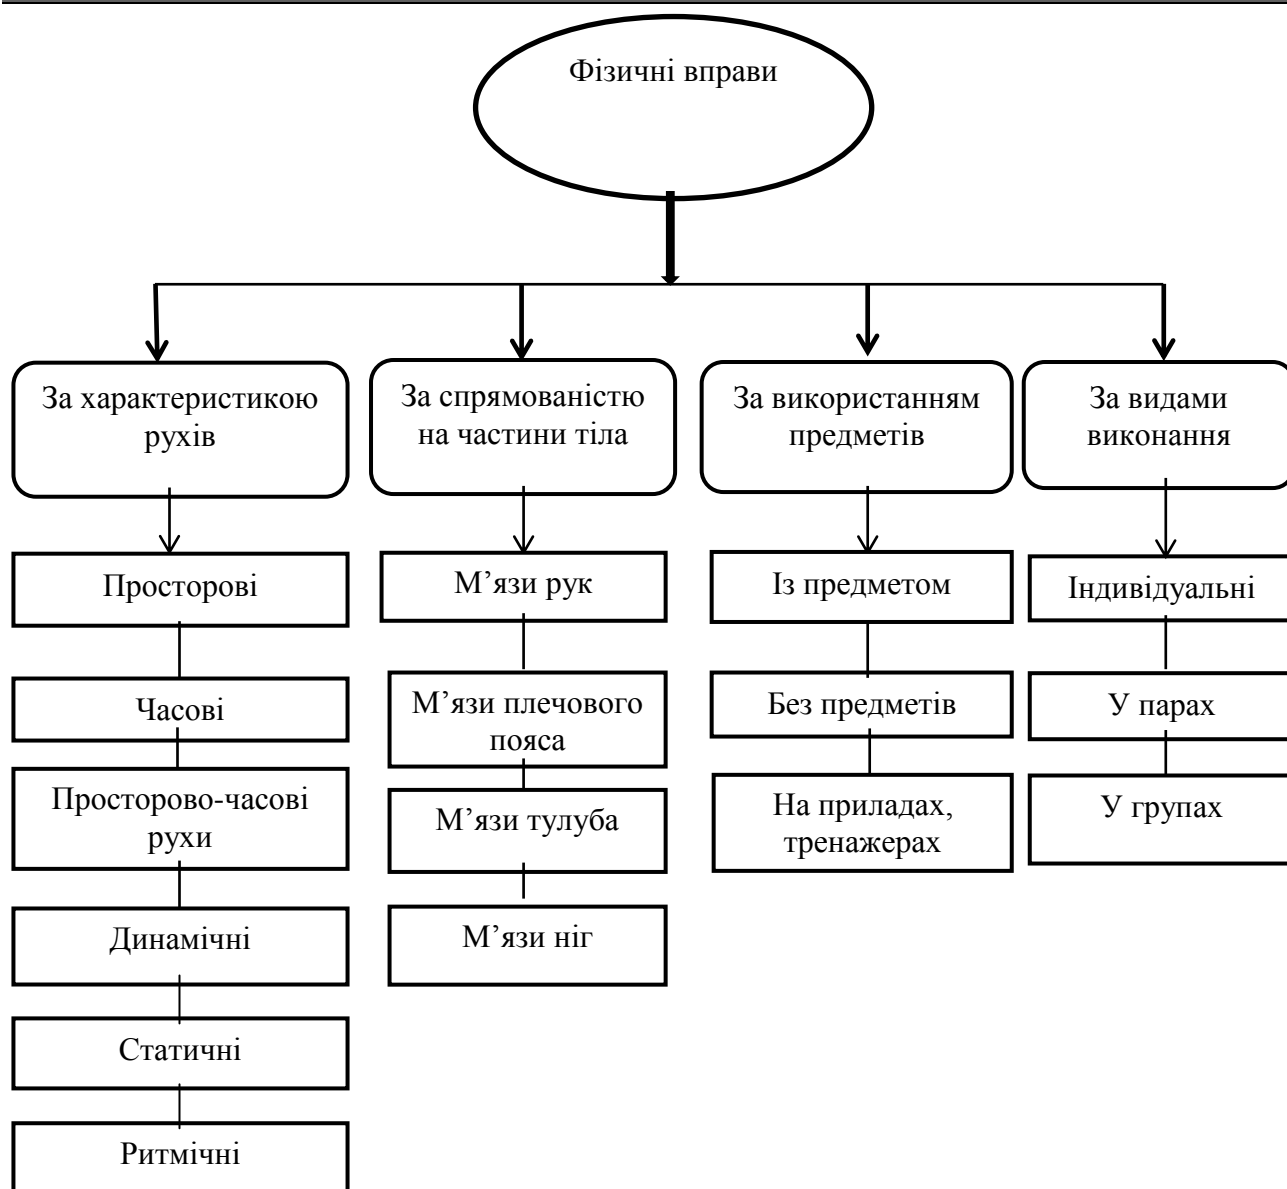 Фізичні вправи
За характеристикою
рухів
За спрямованістю
на частини тіла
За використанням
предметів
За видами
виконання
Просторові
Часові
Просторово-часові
рухи
Динамічні
Статичні
Ритмічні
М’язи рук
М’язи плечового
пояса
М’язи тулуба
М’язи ніг
Із предметом
Без предметів
На приладах,
тренажерах
Індивідуальні
У парах
У групах